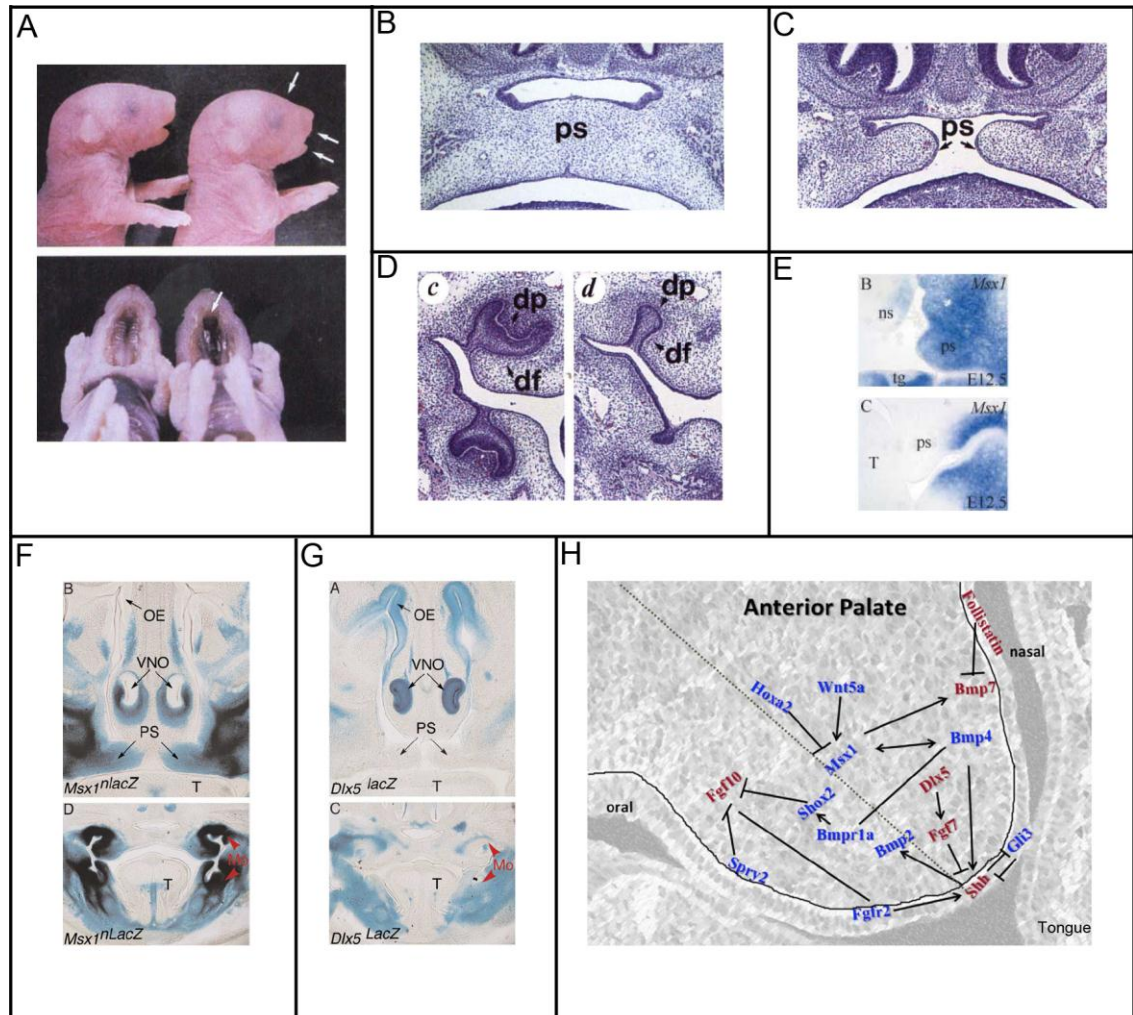 A
B
ps
C
ps
D
c
dp
df
d
dp
df
E
B
Msx1
ns
ps
tg
E12.5
C
Msx1
ps
T
E12.5
F
B
OE
VNO
PS
T
Msx1nlacZ
D
Mo
T
Msx1nLacZ
G
A
OE
VNO
PS
T
Dlx5 lacZ
C
Mo
T
Dlx5 LacZ
H
Anterior Palate
Follistatin
nasal
Hoxa2
Wnt5a
Bmp7
Msx1
Bmp4
Fgf10
Dlx5
oral
Shox2
Bmpr1a
Bmp2
Fgf7
Gli3
Spry2
Shh
Fgfr2
Tongue